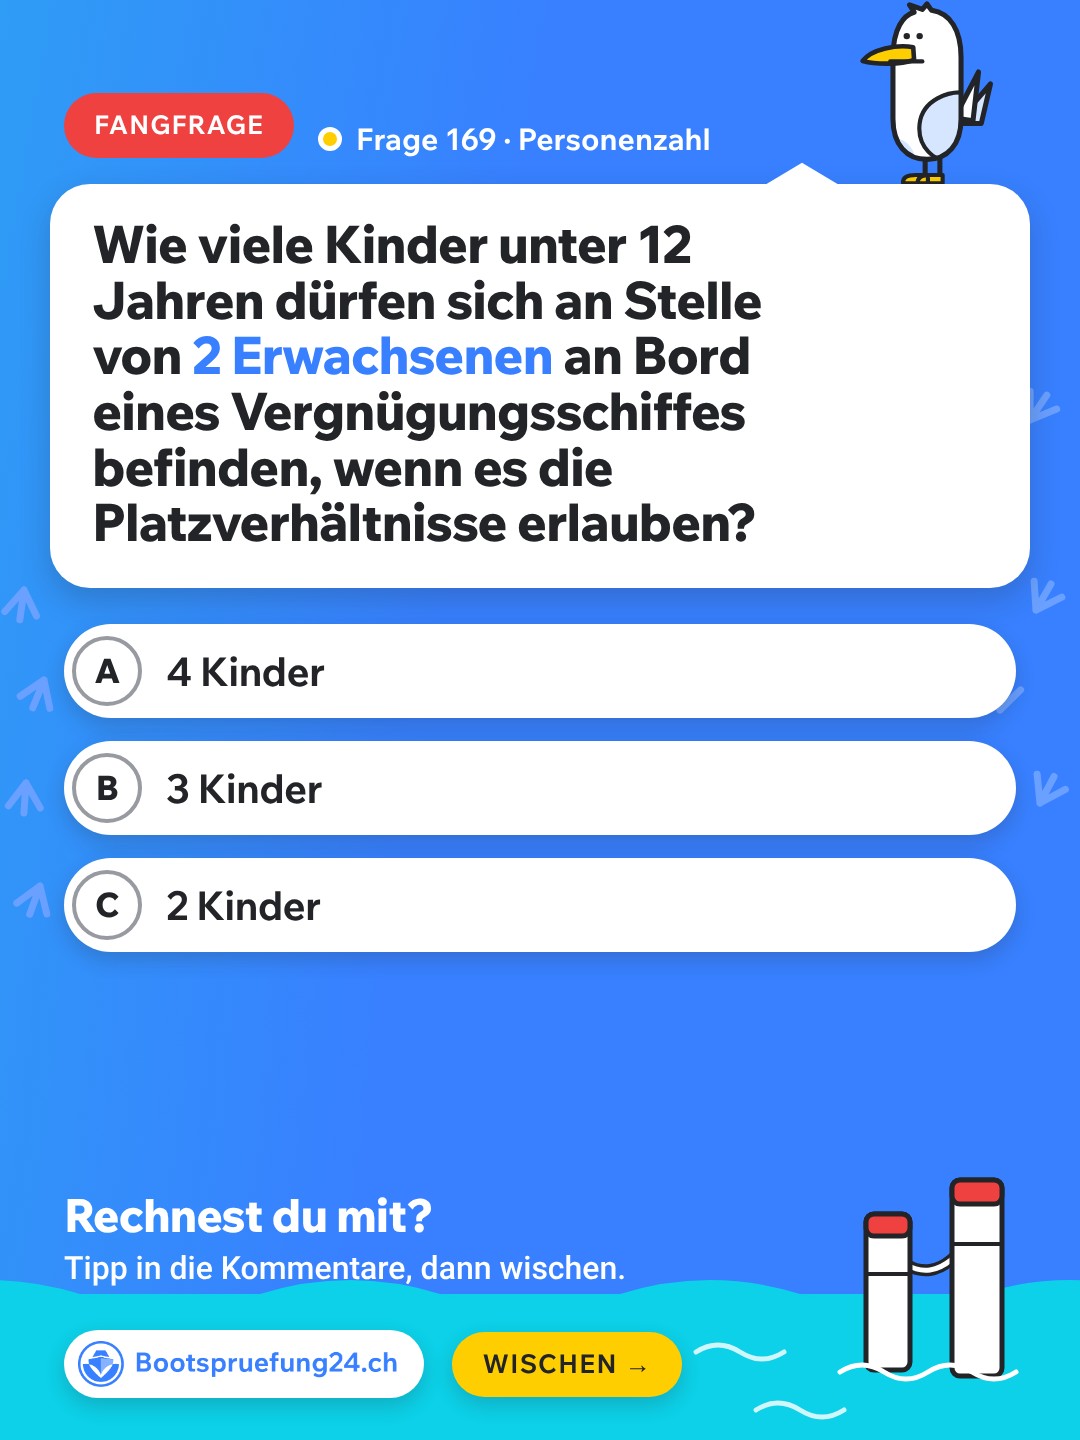 FANGFRAGE
Frage 169 · Personenzahl
Wie viele Kinder unter 12
Jahren dürfen sich an Stelle
von 2 Erwachsenen an Bord
eines Vergnügungsschiffes
befinden, wenn es die
Platzverhältnisse erlauben?
A 4 Kinder
B 3 Kinder
C 2 Kinder
Rechnest du mit?
Tipp in die Kommentare, dann wischen.
Bootspruefung24.ch
WISCHEN →